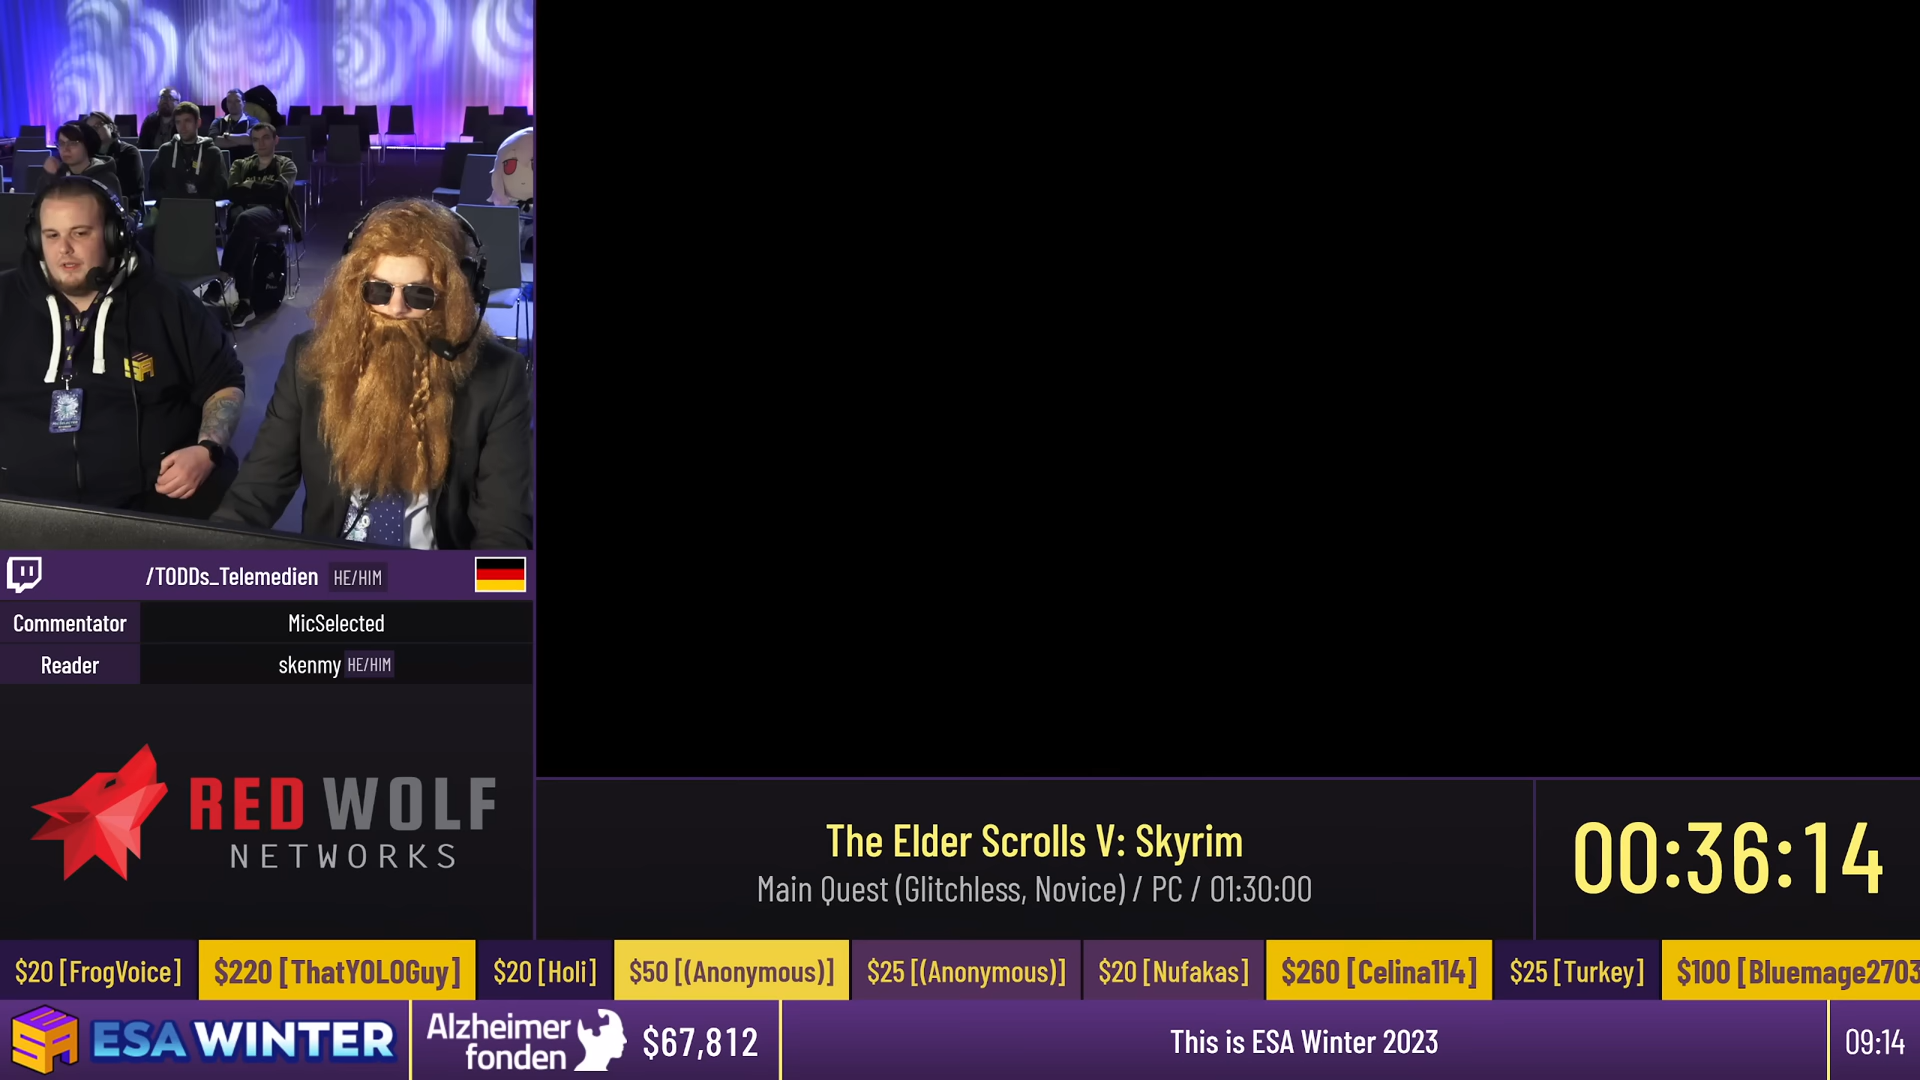 /TODDs_Telemedien HE/HIM
Commentator MicSelected
Reader skenmy HE/HIM
RED WOLF
NETWORKS
The Elder Scrolls V: Skyrim
Main Quest (Glitchless, Novice) / PC / 01:30:00
00:36:14
$20 [FrogVoice] $220 [ThatYOLOGuy] $20 [Holi] $50 [(Anonymous)] $25 [(Anonymous)] $20 [Nufakas] $260 [Celina114] $25 [Turkey] $100 [Bluemage2703
ESA WINTER
Alzheimer
fonden
$67,812
This is ESA Winter 2023
09:14